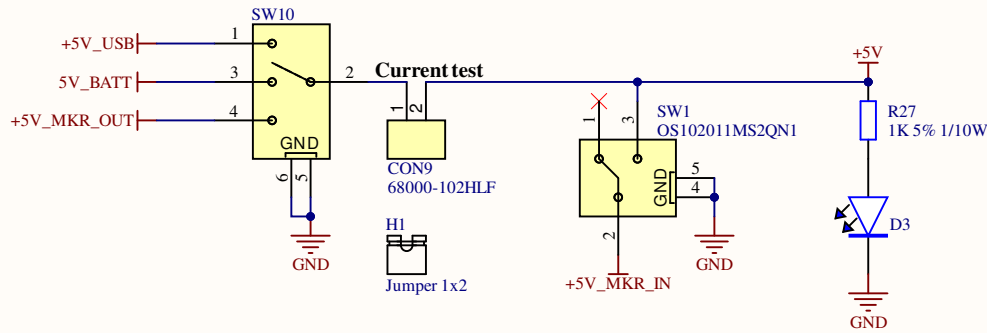 SW10
+5V_USB
1
5V_BATT
3
2
+5V_MKR_OUT
4
GND
6
5
GND
Current test
1
2
CON9
68000-102HLF
H1
Jumper 1x2
SW1
OS102011MS2QN1
1
3
GND
5
4
2
+5V_MKR_IN
GND
+5V
R27
1K 5% 1/10W
D3
GND